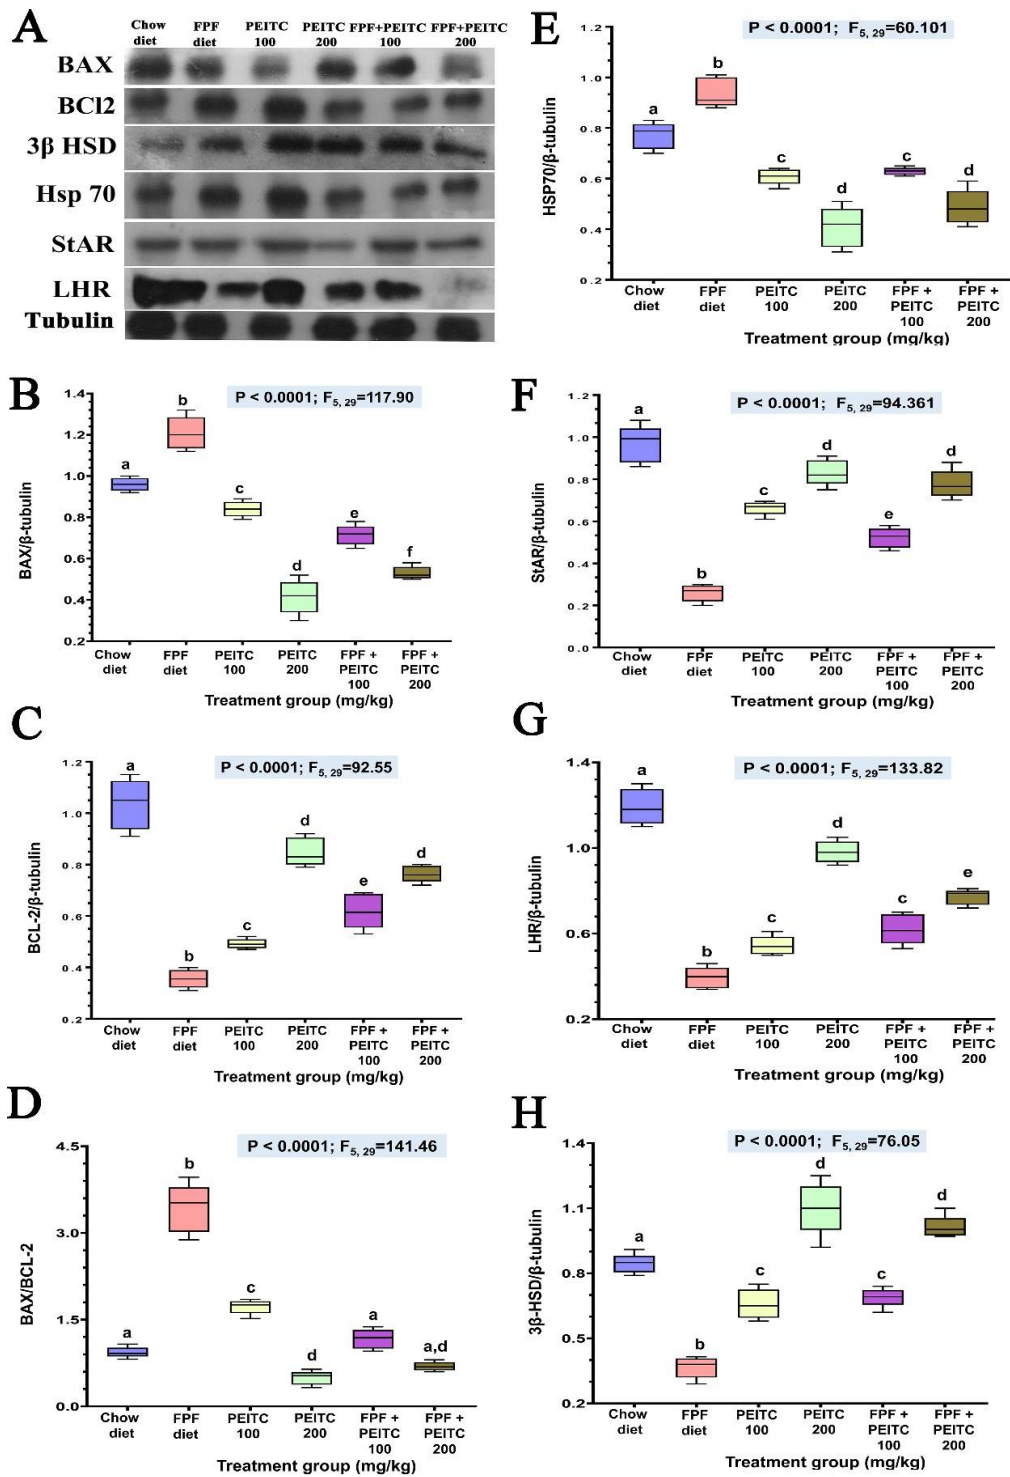 A
Chow diet
FPF diet
PEITC 100
PEITC 200
FPF+PEITC 100
FPF+PEITC 200
BAX
BCl2
3β HSD
Hsp 70
StAR
LHR
Tubulin
E
P < 0.0001; F5, 29=60.101
HSP70/β-tubulin
1.0
0.8
0.6
0.4
0.2
a
b
c
d
c
d
Chow diet
FPF diet
PEITC 100
PEITC 200
FPF + PEITC 100
FPF + PEITC 200
Treatment group (mg/kg)
B
P < 0.0001; F5, 29=117.90
BAX/β-tubulin
1.4
1.2
1.0
0.8
0.6
0.4
0.2
a
b
c
d
e
f
Chow diet
FPF diet
PEITC 100
PEITC 200
FPF + PEITC 100
FPF + PEITC 200
Treatment group (mg/kg)
F
P < 0.0001; F5, 29=94.361
StAR/β-tubulin
1.2
1.0
0.8
0.6
0.4
0.2
0.0
a
b
c
d
e
d
Chow diet
FPF diet
PEITC 100
PEITC 200
FPF + PEITC 100
FPF + PEITC 200
Treatment group (mg/kg)
C
P < 0.0001; F5, 29=92.55
BCL-2/β-tubulin
1.2
1.0
0.8
0.6
0.4
0.2
a
b
c
d
e
d
Chow diet
FPF diet
PEITC 100
PEITC 200
FPF + PEITC 100
FPF + PEITC 200
Treatment group (mg/kg)
G
P < 0.0001; F5, 29=133.82
LHR/β-tubulin
1.4
1.0
0.6
0.2
a
b
c
d
c
e
Chow diet
FPF diet
PEITC 100
PEITC 200
FPF + PEITC 100
FPF + PEITC 200
Treatment group (mg/kg)
D
P < 0.0001; F5, 29=141.46
BAX/BCL-2
4.5
3.0
1.5
0.0
a
b
c
d
a
a,d
Chow diet
FPF diet
PEITC 100
PEITC 200
FPF + PEITC 100
FPF + PEITC 200
Treatment group (mg/kg)
H
P < 0.0001; F5, 29=76.05
3β-HSD/β-tubulin
1.4
1.1
0.8
0.5
0.2
a
b
c
d
c
d
Chow diet
FPF diet
PEITC 100
PEITC 200
FPF + PEITC 100
FPF + PEITC 200
Treatment group (mg/kg)